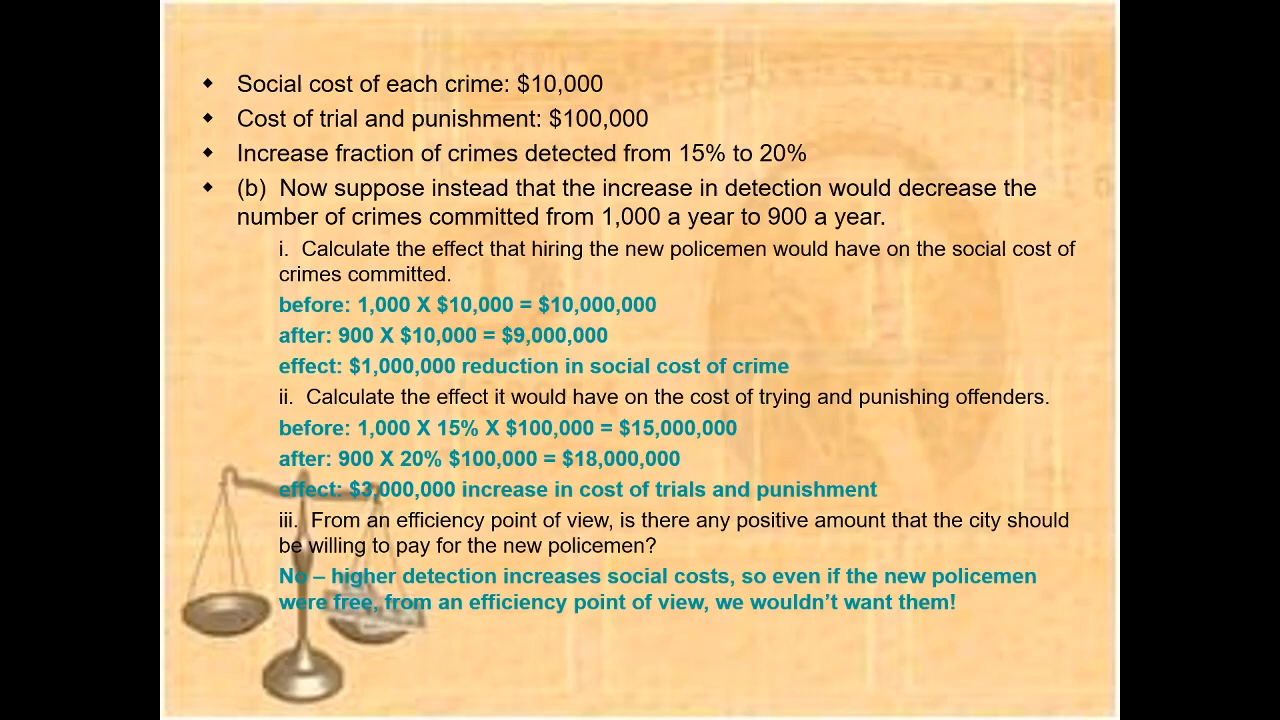 ◆ Social cost of each crime: $10,000
◆ Cost of trial and punishment: $100,000
◆ Increase fraction of crimes detected from 15% to 20%
◆ (b) Now suppose instead that the increase in detection would decrease the
number of crimes committed from 1,000 a year to 900 a year.
i. Calculate the effect that hiring the new policemen would have on the social cost of
crimes committed.
before: 1,000 X $10,000 = $10,000,000
after: 900 X $10,000 = $9,000,000
effect: $1,000,000 reduction in social cost of crime
ii. Calculate the effect it would have on the cost of trying and punishing offenders.
before: 1,000 X 15% X $100,000 = $15,000,000
after: 900 X 20% $100,000 = $18,000,000
effect: $3,000,000 increase in cost of trials and punishment
iii. From an efficiency point of view, is there any positive amount that the city should
be willing to pay for the new policemen?
No – higher detection increases social costs, so even if the new policemen
were free, from an efficiency point of view, we wouldn’t want them!